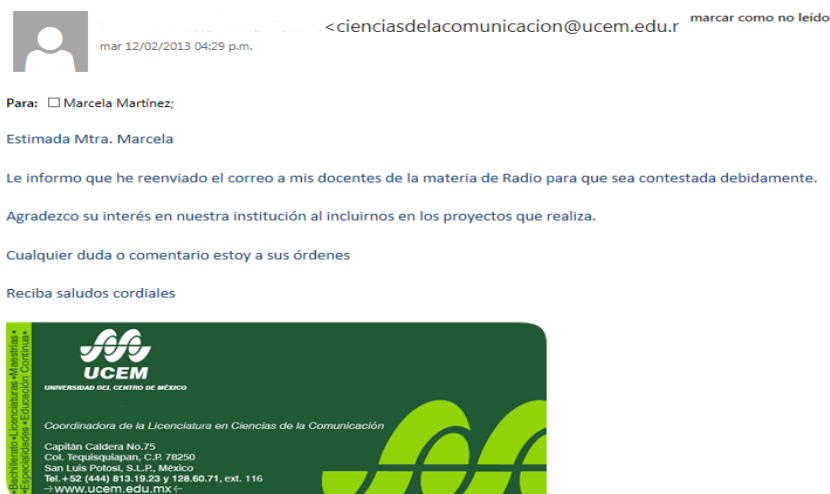 <cienciasdelacomunicacion@ucem.edu.r
marcar como no leído
mar 12/02/2013 04:29 p.m.
Para: Marcela Martínez;
Estimada Mtra. Marcela
Le informo que he reenviado el correo a mis docentes de la materia de Radio para que sea contestada debidamente.
Agradezco su interés en nuestra institución al incluirnos en los proyectos que realiza.
Cualquier duda o comentario estoy a sus órdenes
Reciba saludos cordiales
•Bachillerato•Licenciaturas•Maestrías•
•Especialidades•Educación Continua•
UCEM
UNIVERSIDAD DEL CENTRO DE MÉXICO
Coordinadora de la Licenciatura en Ciencias de la Comunicación
Capitán Caldera No.75
Col. Tequisquiapan, C.P. 78250
San Luis Potosí, S.L.P., México
Tel.+52 (444) 813.19.23 y 128.60.71, ext. 116
→www.ucem.edu.mx←